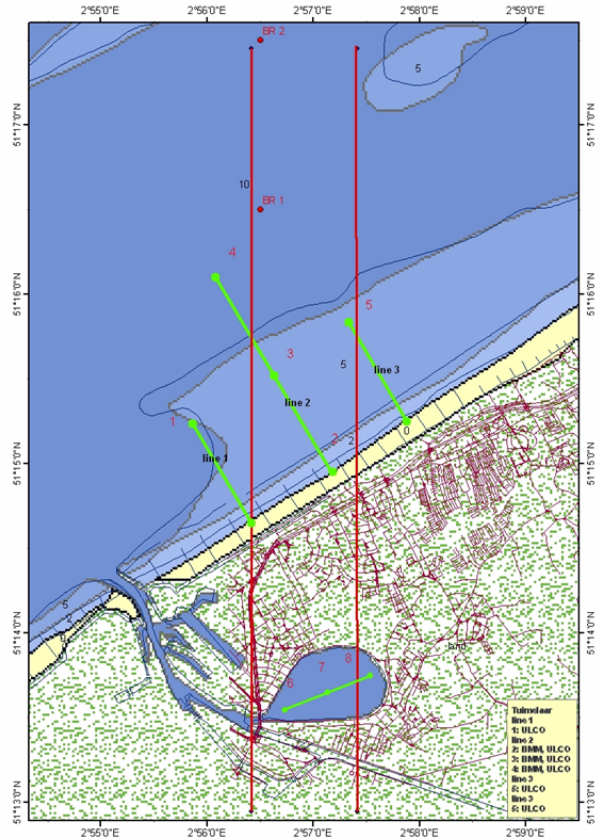 2°55'0"E 2°56'0"E 2°57'0"E 2°58'0"E 2°59'0"E
BR 2
5
51°17'0"N 51°17'0"N
10
BR 1
4
51°16'0"N 51°16'0"N
5
3
5
line 3
line 2
1
2
2
0
line 1
51°15'0"N 51°15'0"N
5
2
51°14'0"N 51°14'0"N
land
8
7
6
Tuimelaar
line 1
1: ULCO
line 2
2: BMM, ULCO
3: BMM, ULCO
4: BMM, ULCO
line 3
5: ULCO
line 3
6: ULCO
51°13'0"N 51°13'0"N
2°55'0"E 2°56'0"E 2°57'0"E 2°58'0"E 2°59'0"E